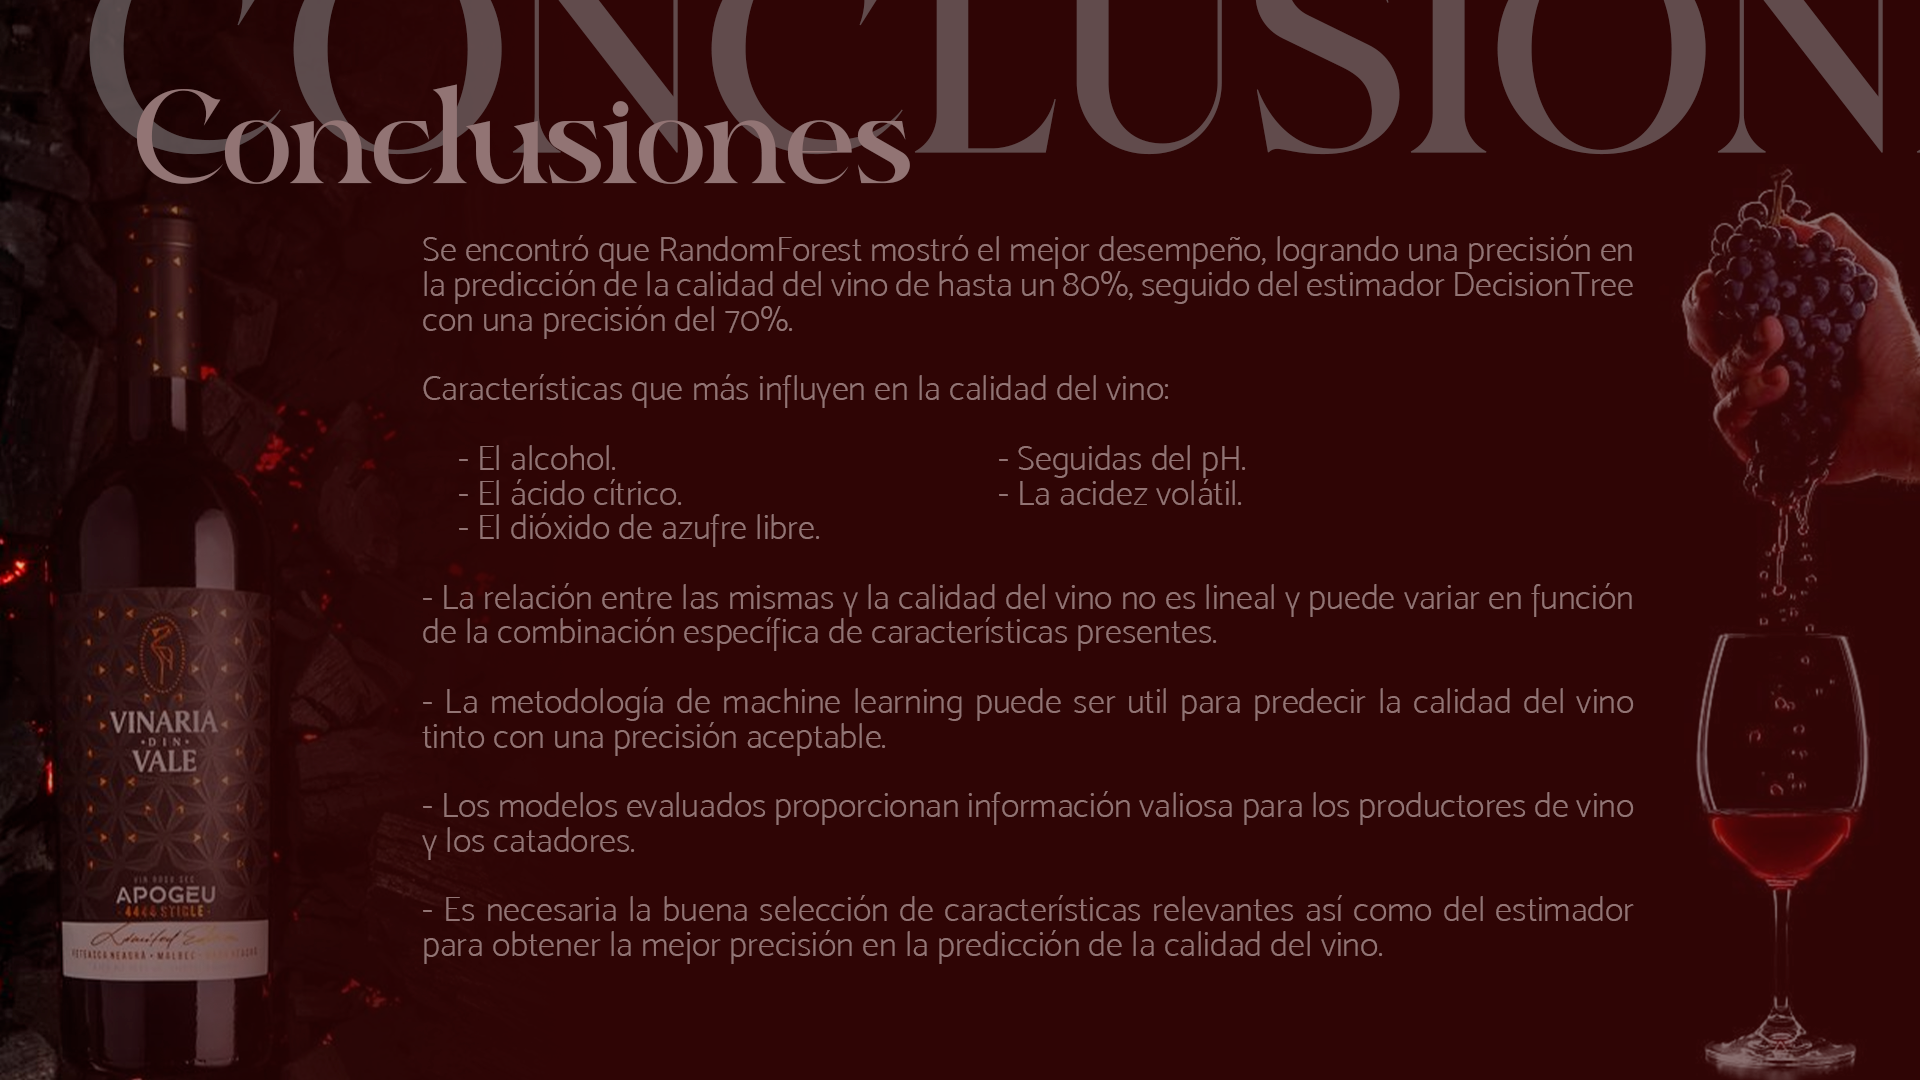 CONCLUSION
Conclusiones
Se encontró que RandomForest mostró el mejor desempeño, logrando una precisión en
la predicción de la calidad del vino de hasta un 80%, seguido del estimador DecisionTree
con una precisión del 70%.
Características que más influyen en la calidad del vino:
- El alcohol.
- El ácido cítrico.
- El dióxido de azufre libre.
- Seguidas del pH.
- La acidez volátil.
- La relación entre las mismas y la calidad del vino no es lineal y puede variar en función
de la combinación específica de características presentes.
- La metodología de machine learning puede ser util para predecir la calidad del vino
tinto con una precisión aceptable.
- Los modelos evaluados proporcionan información valiosa para los productores de vino
y los catadores.
- Es necesaria la buena selección de características relevantes así como del estimador
para obtener la mejor precisión en la predicción de la calidad del vino.
VINARIA
·DIN·
VALE
APOGEU
4444 STICLE
Limited Edition